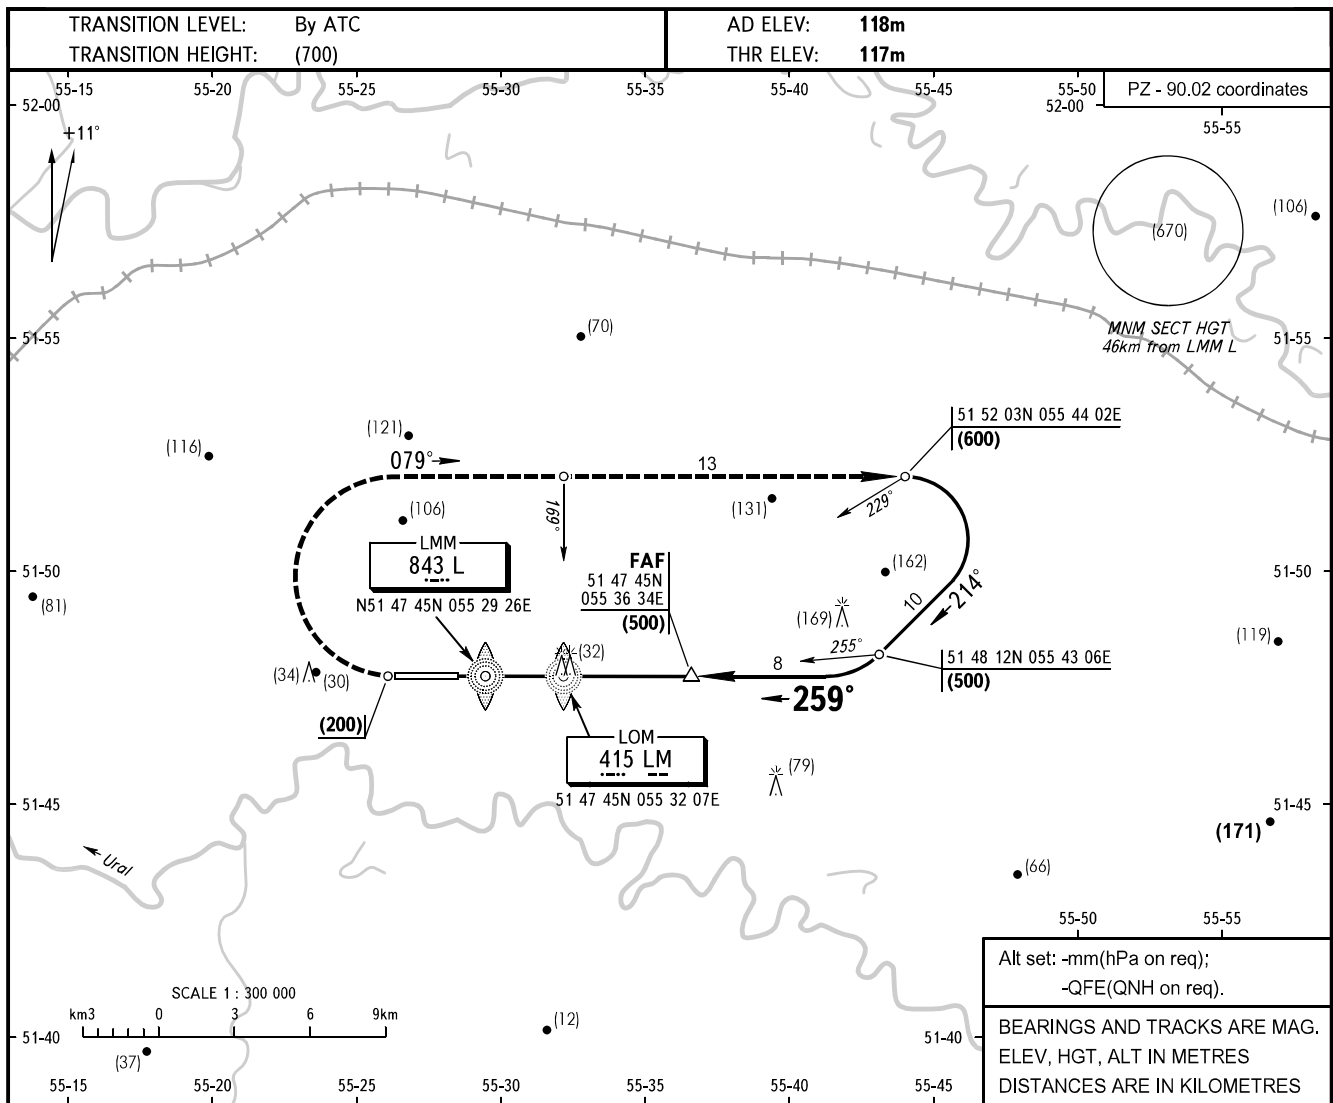 TRANSITION LEVEL: By ATC
TRANSITION HEIGHT: (700)
AD ELEV: 118m
THR ELEV: 117m
55-15 55-20 55-25 55-30 55-35 55-40 55-45 55-50
PZ - 90.02 coordinates
52-00
52-00
55-55
+11°
(106)
(670)
MNM SECT HGT
46km from LMM L
(70)
51-55
51-55
51 52 03N 055 44 02E
(600)
(121)
(116)
079°
13
229°
(131)
(106)
169°
LMM
843 L
N51 47 45N 055 29 26E
FAF
51 47 45N
055 36 34E
(500)
(162)
51-50
51-50
10
214°
(81)
(169)
(119)
255°
(34)
(30)
(32)
8
51 48 12N 055 43 06E
(500)
259°
(200)
LOM
415 LM
51 47 45N 055 32 07E
(79)
51-45
51-45
(171)
Ural
(66)
55-50 55-55
Alt set: -mm(hPa on req);
-QFE(QNH on req).
SCALE 1 : 300 000
km3 0 3 6 9km
(12)
51-40
51-40
(37)
BEARINGS AND TRACKS ARE MAG.
ELEV, HGT, ALT IN METRES
DISTANCES ARE IN KILOMETRES
55-15 55-20 55-25 55-30 55-35 55-40 55-45